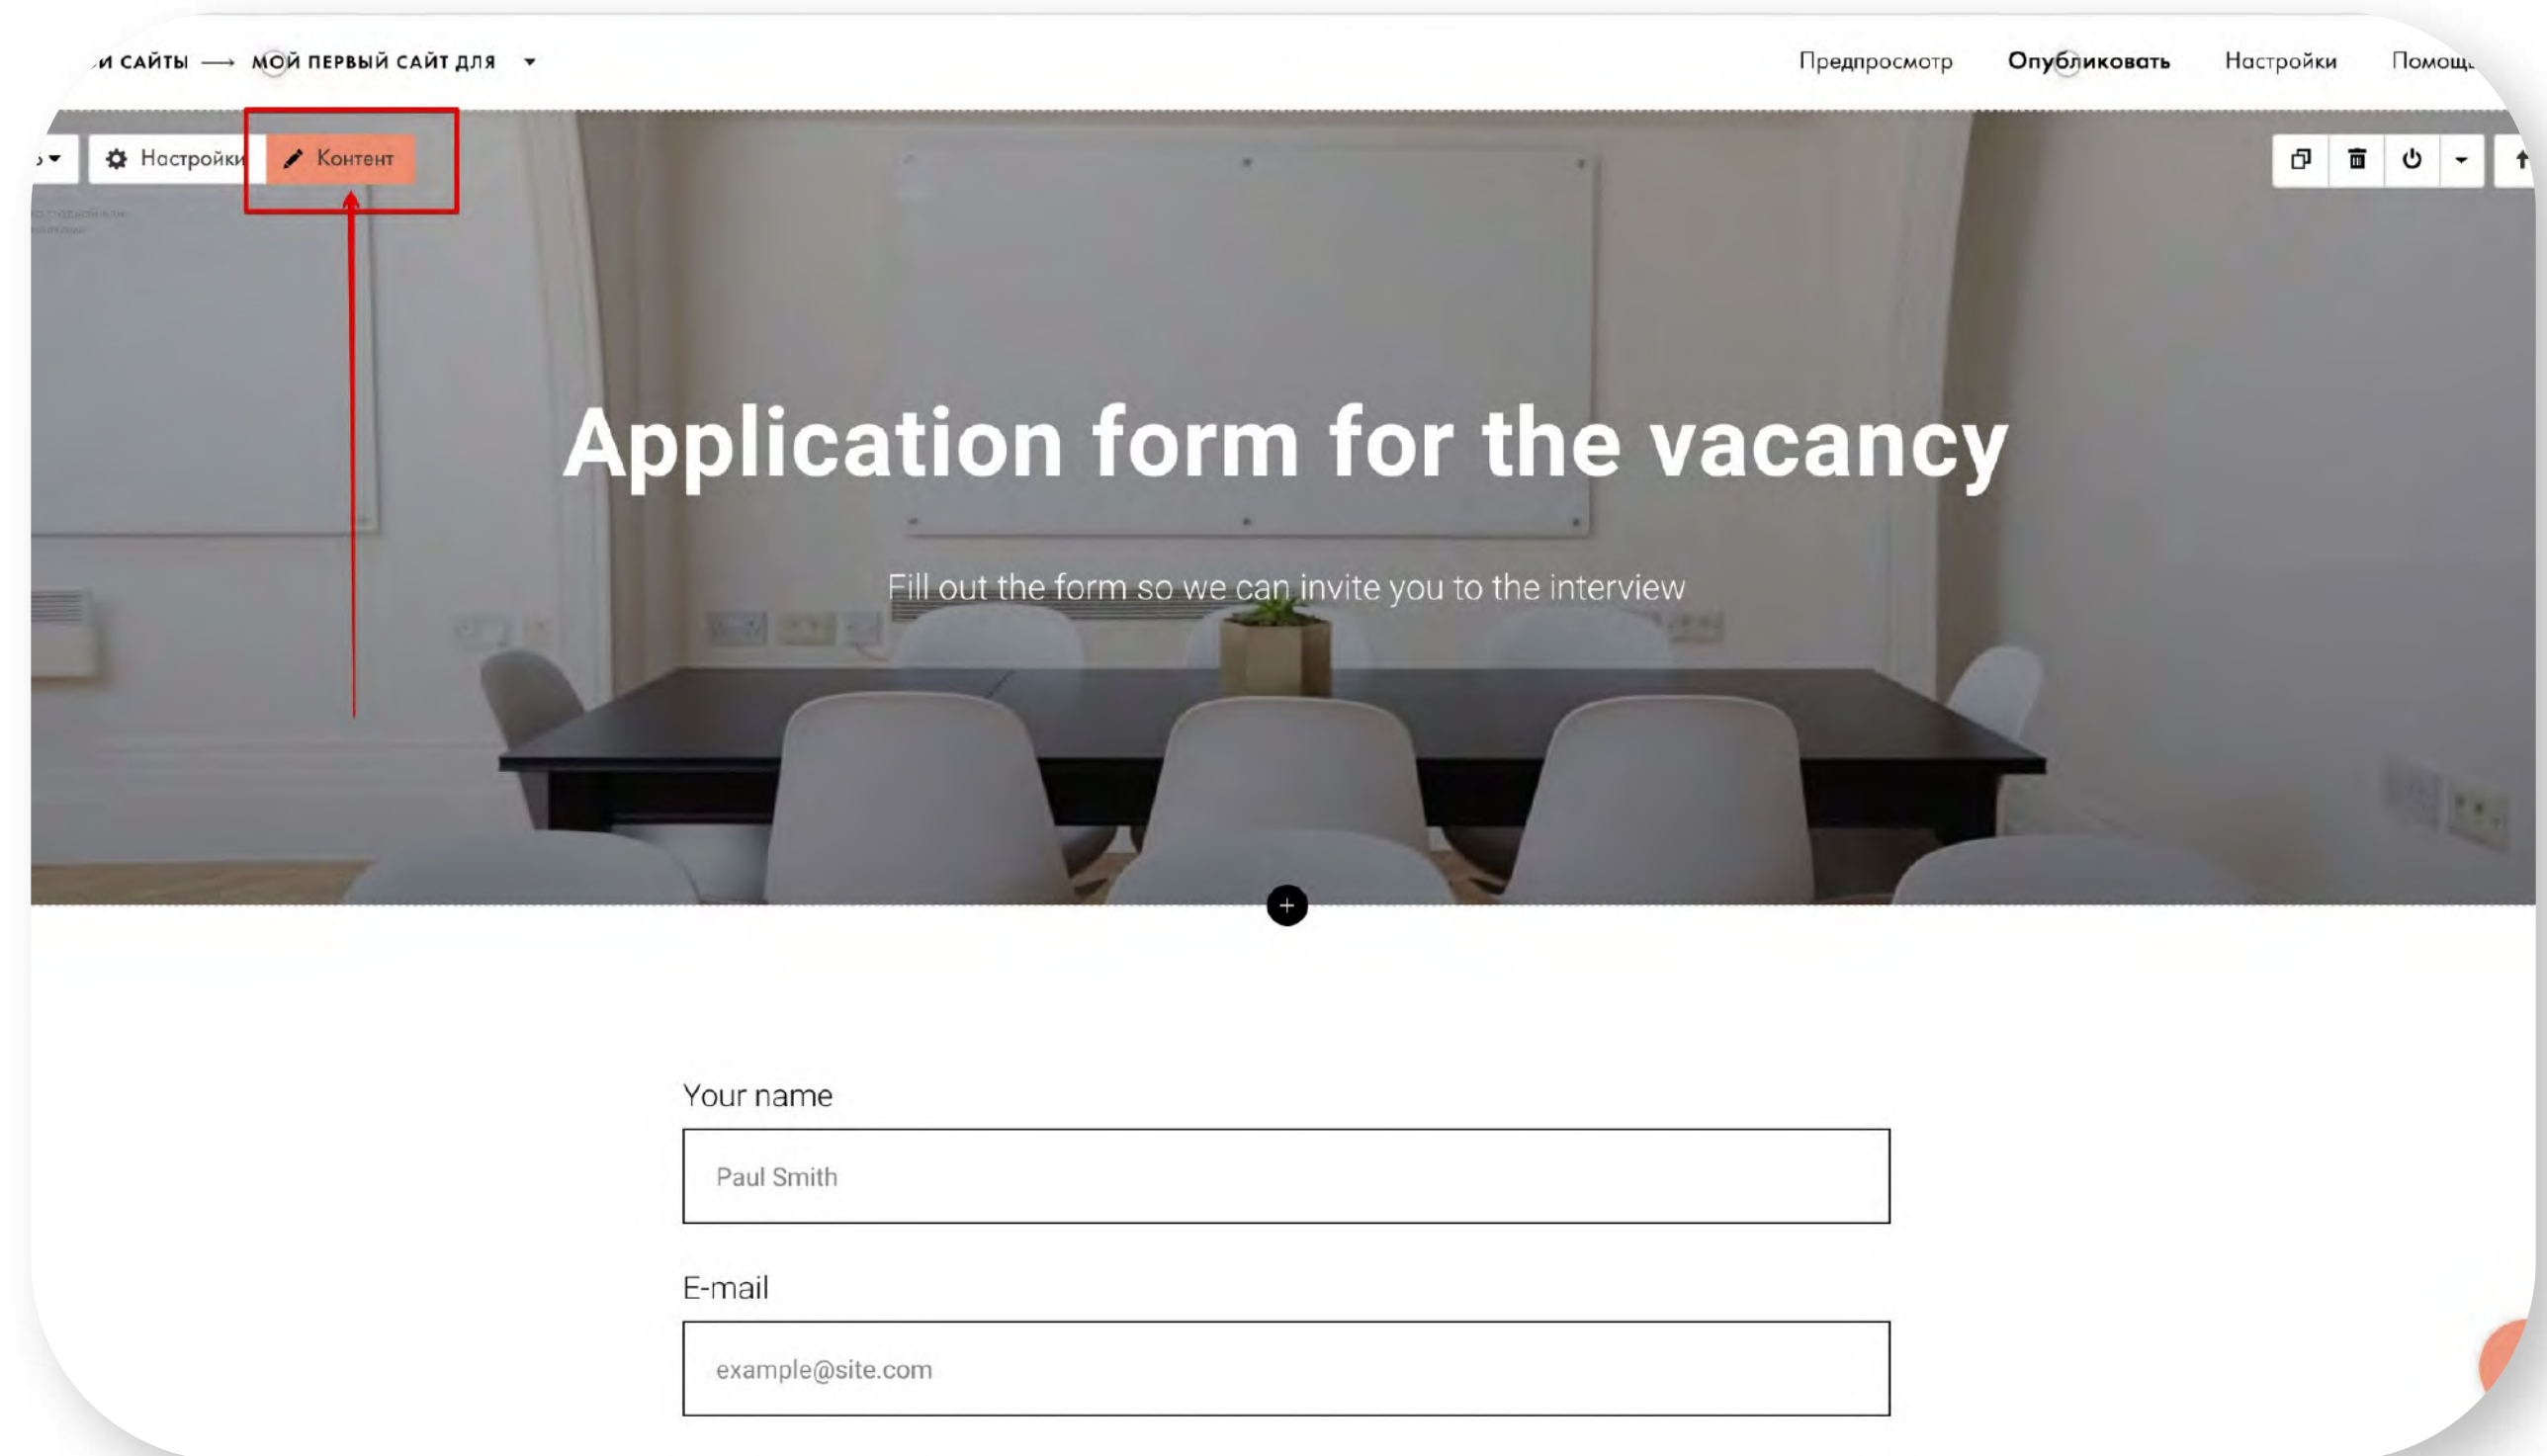 И САЙТЫ → МОЙ ПЕРВЫЙ САЙТ ДЛЯ
Предпросмотр Опубликовать Настройки
Настройки Контент
Application form for the vacancy
Fill out the form so we can invite you to the interview
+
Your name
Paul Smith
E-mail
example@site.com